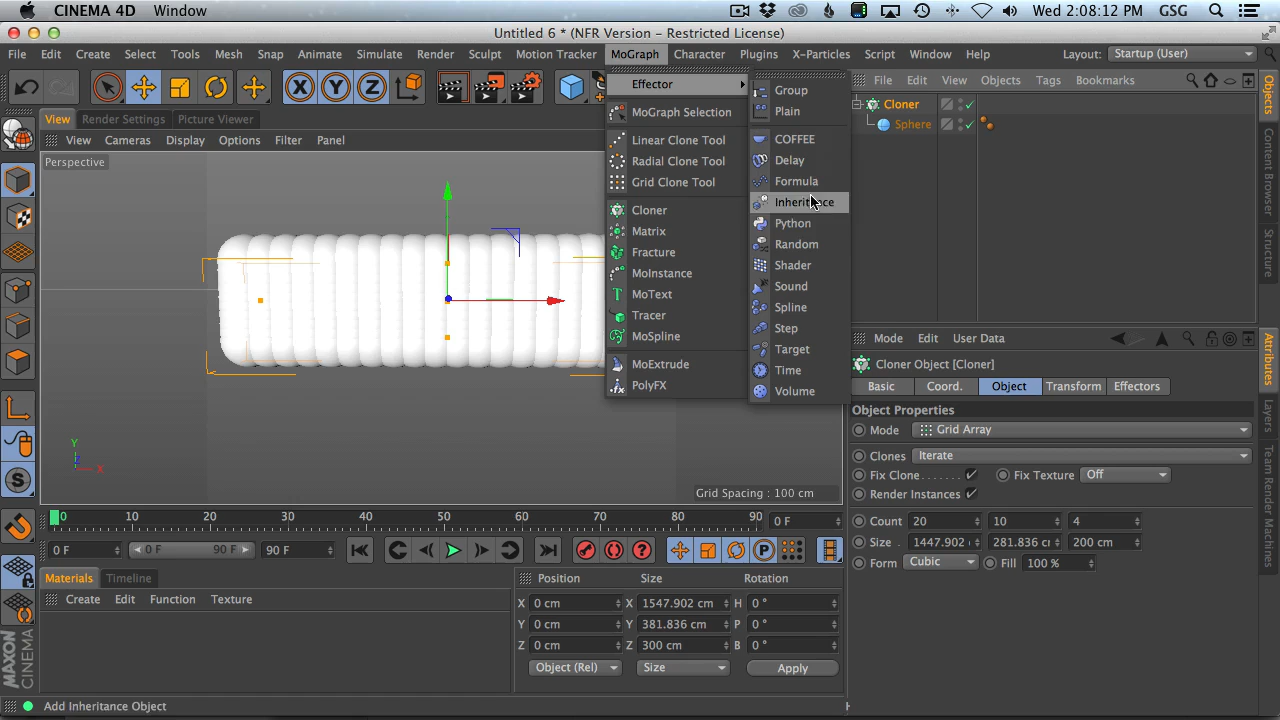 CINEMA 4D Window Wed 2:08:12 PM GSG
Untitled 6 * (NFR Version - Restricted License)
File Edit Create Select Tools Mesh Snap Animate Simulate Render Sculpt Motion Tracker MoGraph Character Plugins X-Particles Script Window Help Layout: Startup (User)
X Y Z
View Render Settings Picture Viewer
View Cameras Display Options Filter Panel
Perspective
Y
Z
X
Grid Spacing : 100 cm
Effector
MoGraph Selection
Linear Clone Tool
Radial Clone Tool
Grid Clone Tool
Cloner
Matrix
Fracture
MoInstance
MoText
Tracer
MoSpline
MoExtrude
PolyFX
Group
Plain
COFFEE
Delay
Formula
Inheritance
Python
Random
Shader
Sound
Spline
Step
Target
Time
Volume
File Edit View Objects Tags Bookmarks
Cloner
Sphere
Objects
Content Browser
Structure
Mode Edit User Data
Cloner Object [Cloner]
Basic Coord. Object Transform Effectors
Object Properties
Mode Grid Array
Clones Iterate
Fix Clone....... Fix Texture Off
Render Instances
Count 20 10 4
Size . 1447.902 281.836 200 cm
Form Cubic Fill 100 %
Attributes
Layers
Team Render Machines
0 10 20 30 40 50 60 70 80 90 0 F
0 F 0 F 90 F 90 F
P
Materials Timeline
Create Edit Function Texture
Position Size Rotation
X 0 cm X 1547.902 cm H 0 °
Y 0 cm Y 381.836 cm P 0 °
Z 0 cm Z 300 cm B 0 °
Object (Rel) Size Apply
MAXON
CINEMA 4D
Add Inheritance Object